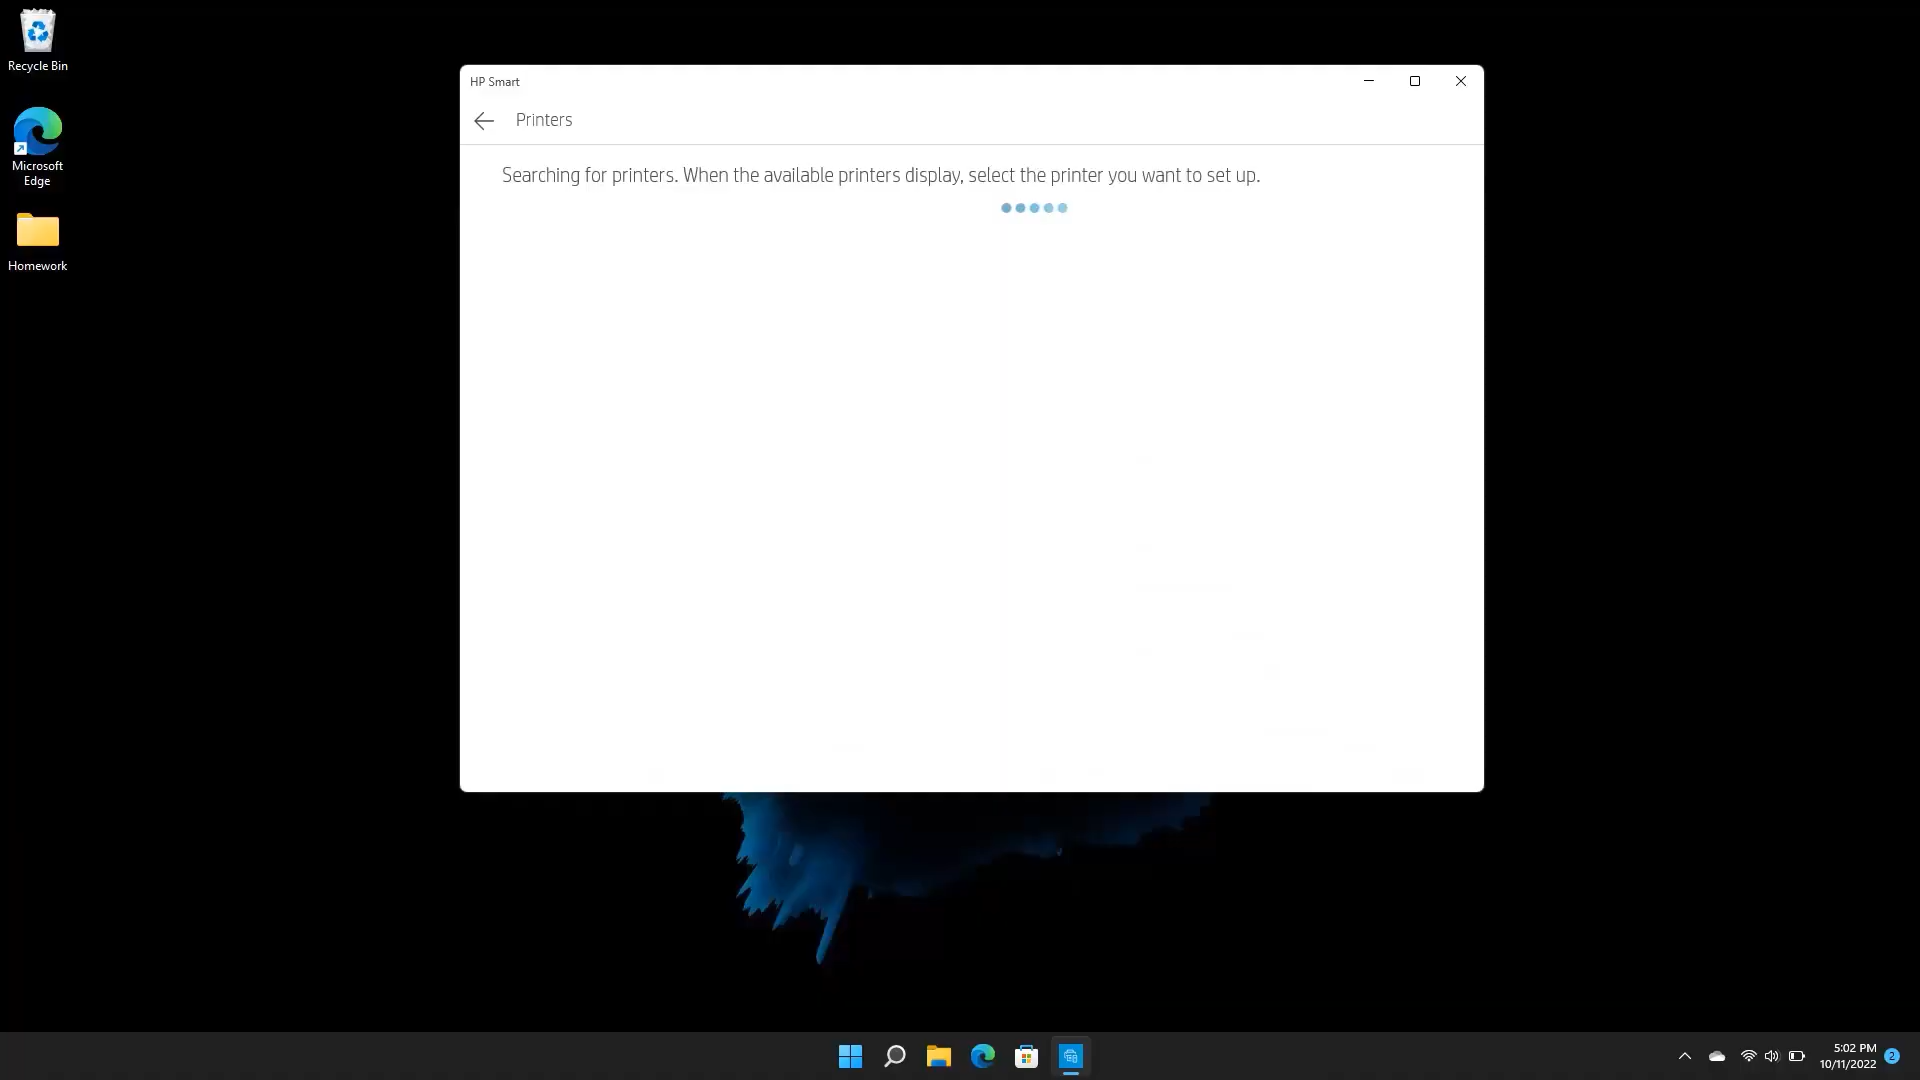 Recycle Bin
Microsoft
Edge
Homework
HP Smart
Printers
Searching for printers. When the available printers display, select the printer you want to set up.
5:02 PM
10/11/2022
2